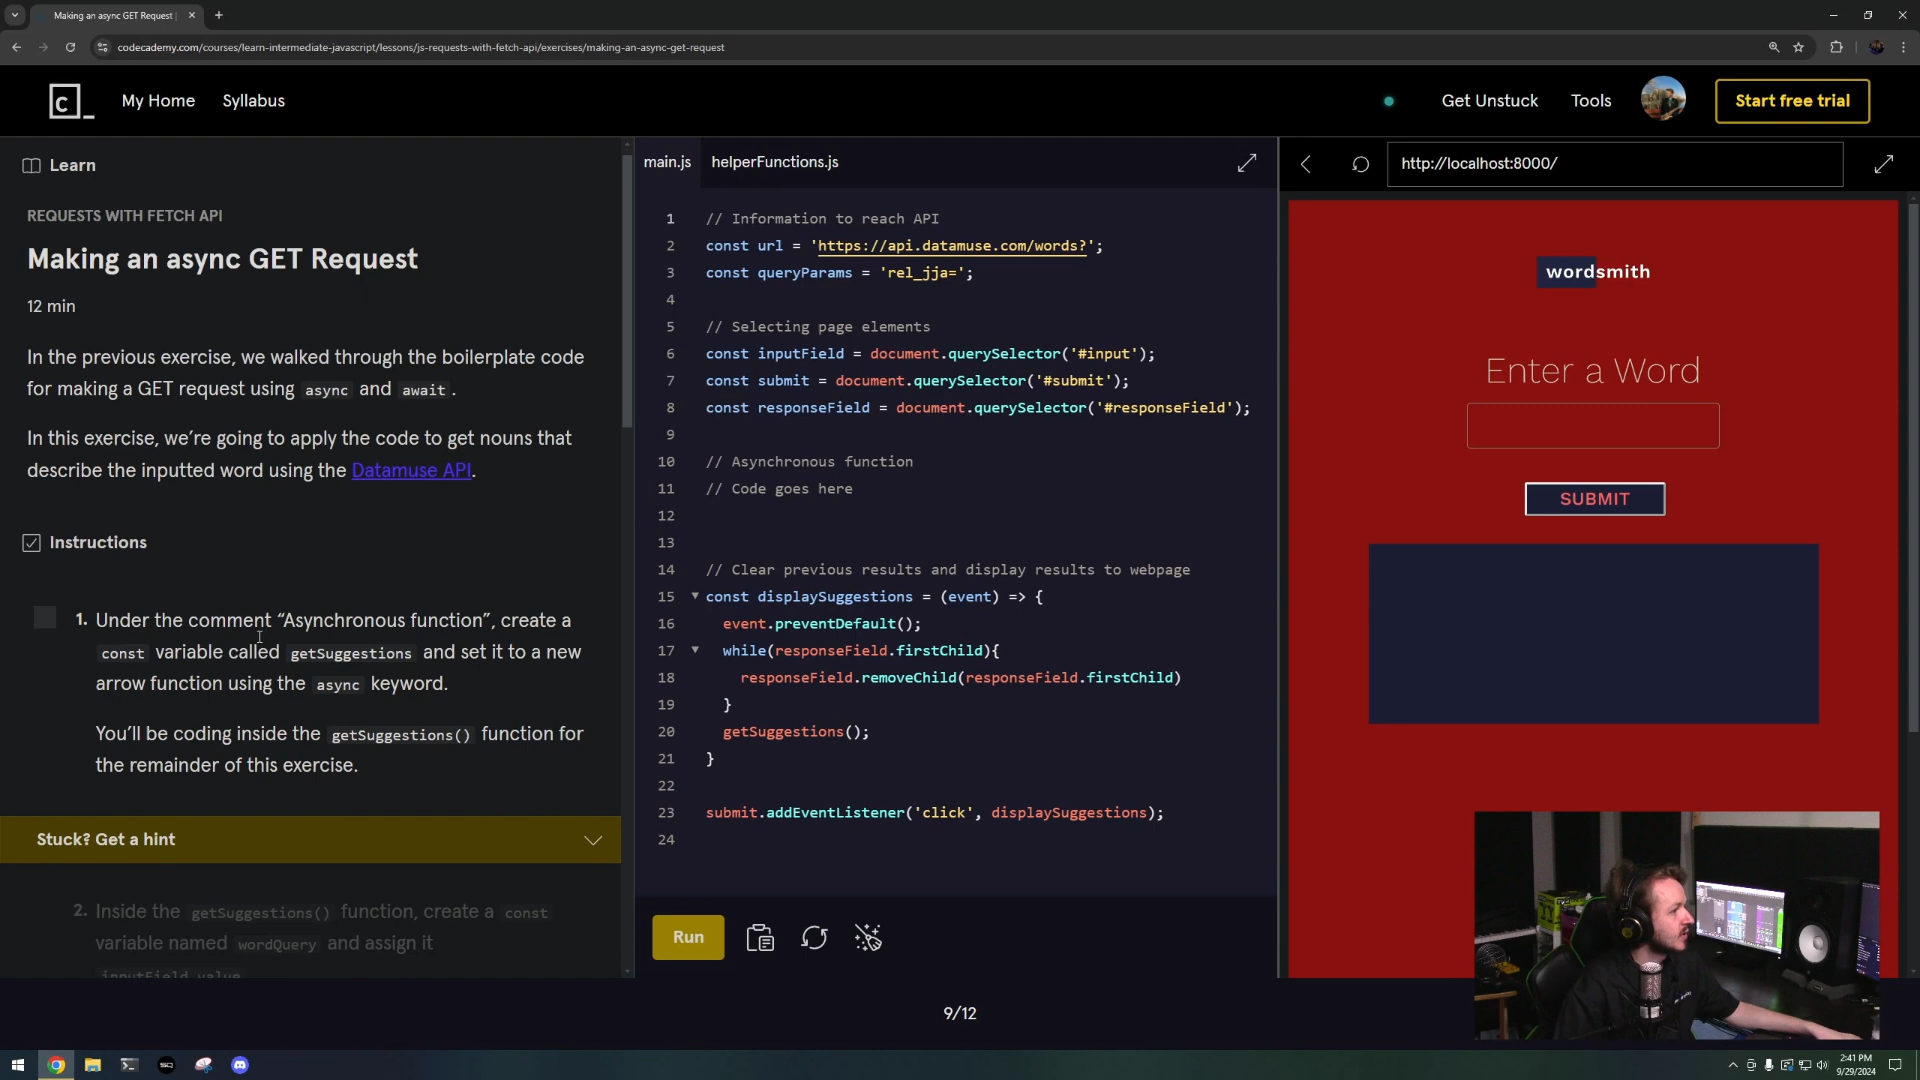 Making an async GET Request |
codecademy.com/courses/learn-intermediate-javascript/lessons/js-requests-with-fetch-api/exercises/making-an-async-get-request
c
My Home
Syllabus
Get Unstuck
Tools
Start free trial
Learn
REQUESTS WITH FETCH API
Making an async GET Request
12 min
In the previous exercise, we walked through the boilerplate code
for making a GET request using async and await .
In this exercise, we’re going to apply the code to get nouns that
describe the inputted word using the Datamuse API.
Instructions
1. Under the comment “Asynchronous function”, create a
const variable called getSuggestions and set it to a new
arrow function using the async keyword.
You’ll be coding inside the getSuggestions() function for
the remainder of this exercise.
Stuck? Get a hint
2. Inside the getSuggestions() function, create a const
variable named wordQuery and assign it
inputField.value
main.js
helperFunctions.js
1 // Information to reach API
2 const url = 'https://api.datamuse.com/words?';
3 const queryParams = 'rel_jja=';
4
5 // Selecting page elements
6 const inputField = document.querySelector('#input');
7 const submit = document.querySelector('#submit');
8 const responseField = document.querySelector('#responseField');
9
10 // Asynchronous function
11 // Code goes here
12
13
14 // Clear previous results and display results to webpage
15 const displaySuggestions = (event) => {
16 event.preventDefault();
17 while(responseField.firstChild){
18 responseField.removeChild(responseField.firstChild)
19 }
20 getSuggestions();
21 }
22
23 submit.addEventListener('click', displaySuggestions);
24
Run
http://localhost:8000/
wordsmith
Enter a Word
SUBMIT
9/12
2:41 PM
9/29/2024